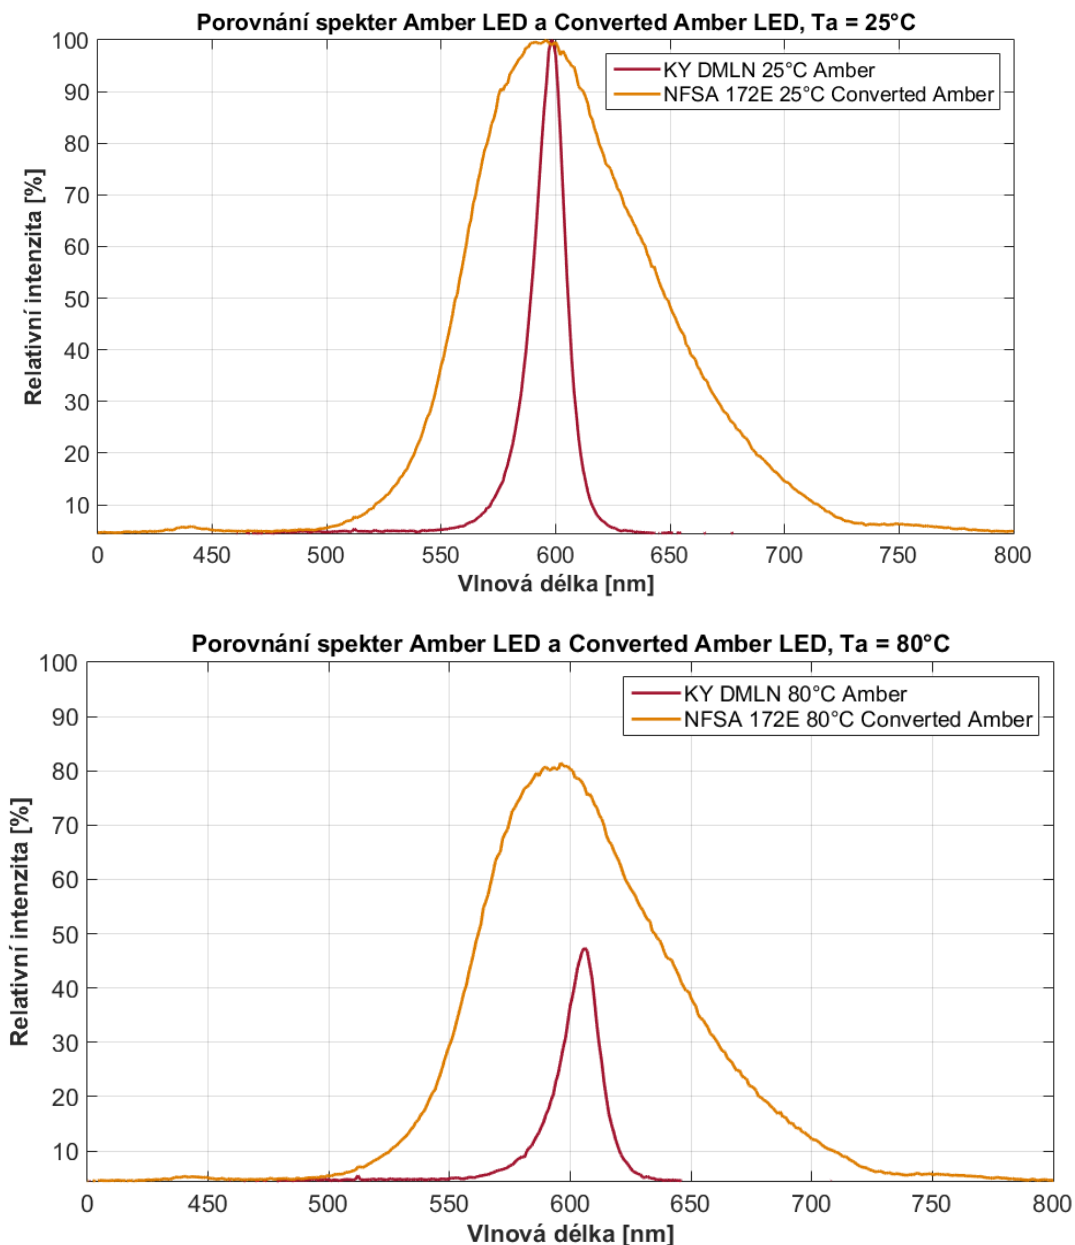 Porovnání spekter Amber LED a Converted Amber LED, Ta = 25°C
KY DMLN 25°C Amber
NFSA 172E 25°C Converted Amber
100
90
80
70
60
50
40
30
20
10
Relativní intenzita [%]
0 450 500 550 600 650 700 750 800
Vlnová délka [nm]
Porovnání spekter Amber LED a Converted Amber LED, Ta = 80°C
KY DMLN 80°C Amber
NFSA 172E 80°C Converted Amber
100
90
80
70
60
50
40
30
20
10
Relativní intenzita [%]
0 450 500 550 600 650 700 750 800
Vlnová délka [nm]